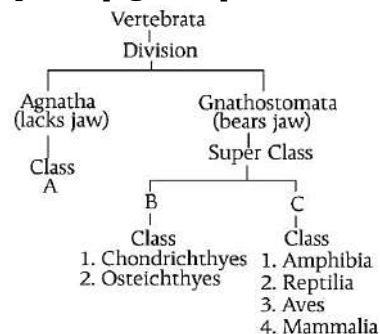 Vertebrata
Division
Agnatha
(lacks jaw)
Gnathostomata
(bears jaw)
Class
A
Super Class
B
C
Class
1. Chondrichthyes
2. Osteichthyes
Class
1. Amphibia
2. Reptilia
3. Aves
4. Mammalia